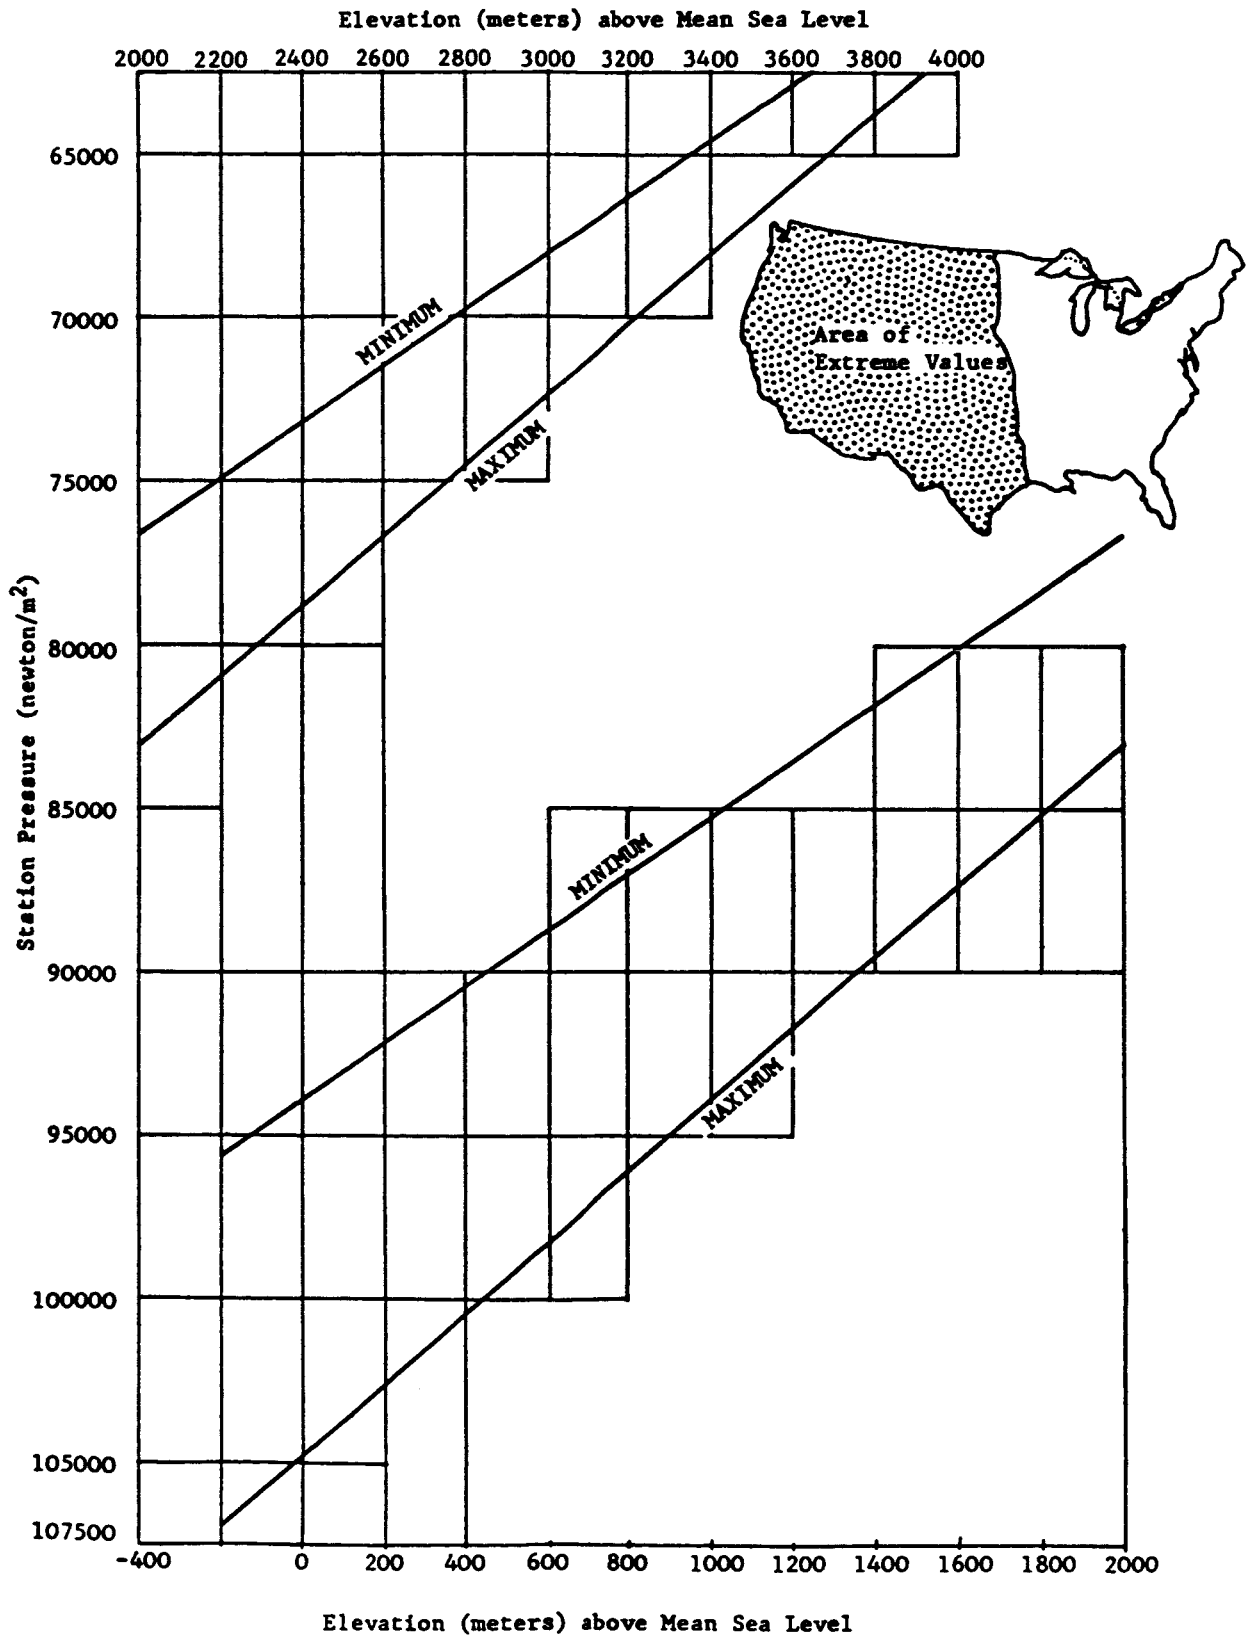 Elevation (meters) above Mean Sea Level
2000 2200 2400 2600 2800 3000 3200 3400 3600 3800 4000
65000
70000
75000
80000
85000
90000
95000
100000
105000
107500
Station Pressure (newton/m²)
MINIMUM
MAXIMUM
Area of
Extreme Values
MINIMUM
MAXIMUM
-400 0 200 400 600 800 1000 1200 1400 1600 1800 2000
Elevation (meters) above Mean Sea Level